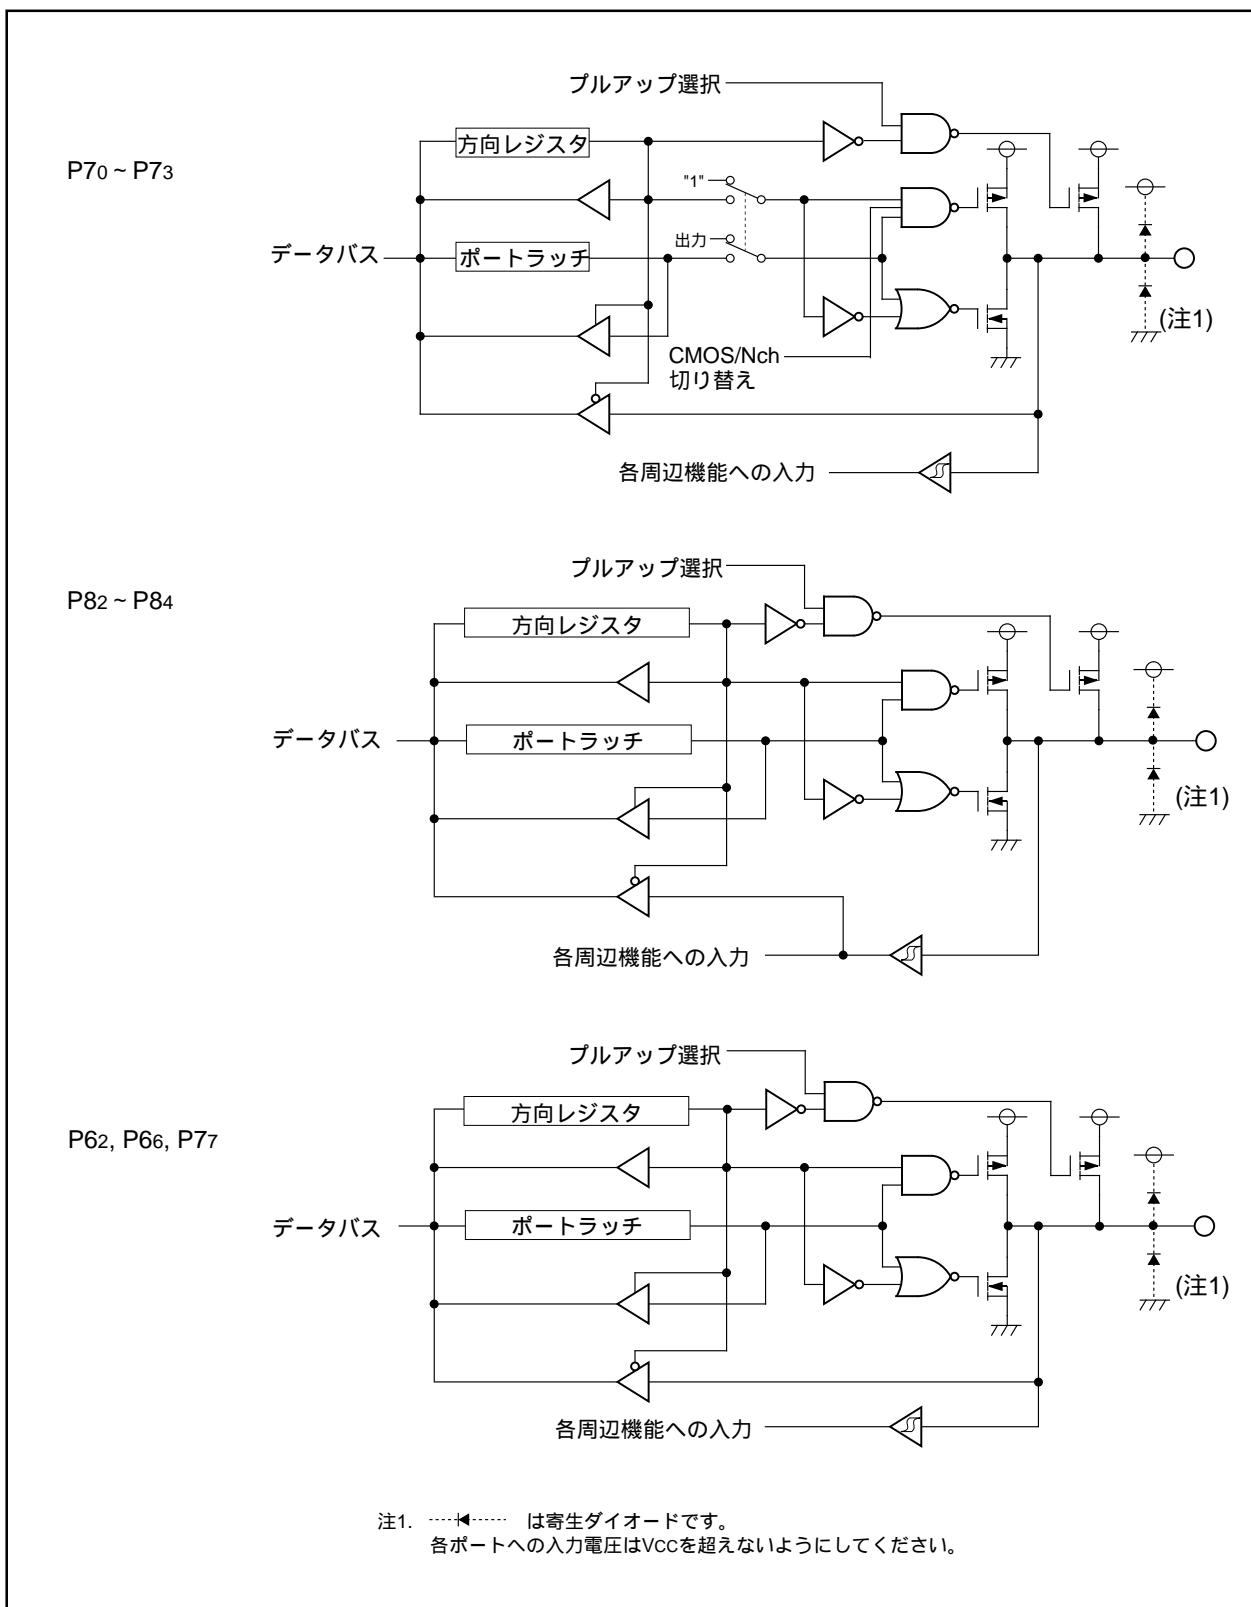 プルアップ選択
方向レジスタ
P70 ~ P73
"1"
出力
データバス
ポートラッチ
(注1)
CMOS/Nch
切り替え
各周辺機能への入力
プルアップ選択
P82 ~ P84
方向レジスタ
データバス
ポートラッチ
(注1)
各周辺機能への入力
プルアップ選択
方向レジスタ
P62, P66, P77
データバス
ポートラッチ
(注1)
各周辺機能への入力
注1. は寄生ダイオードです。
各ポートへの入力電圧はVCCを超えないようにしてください。